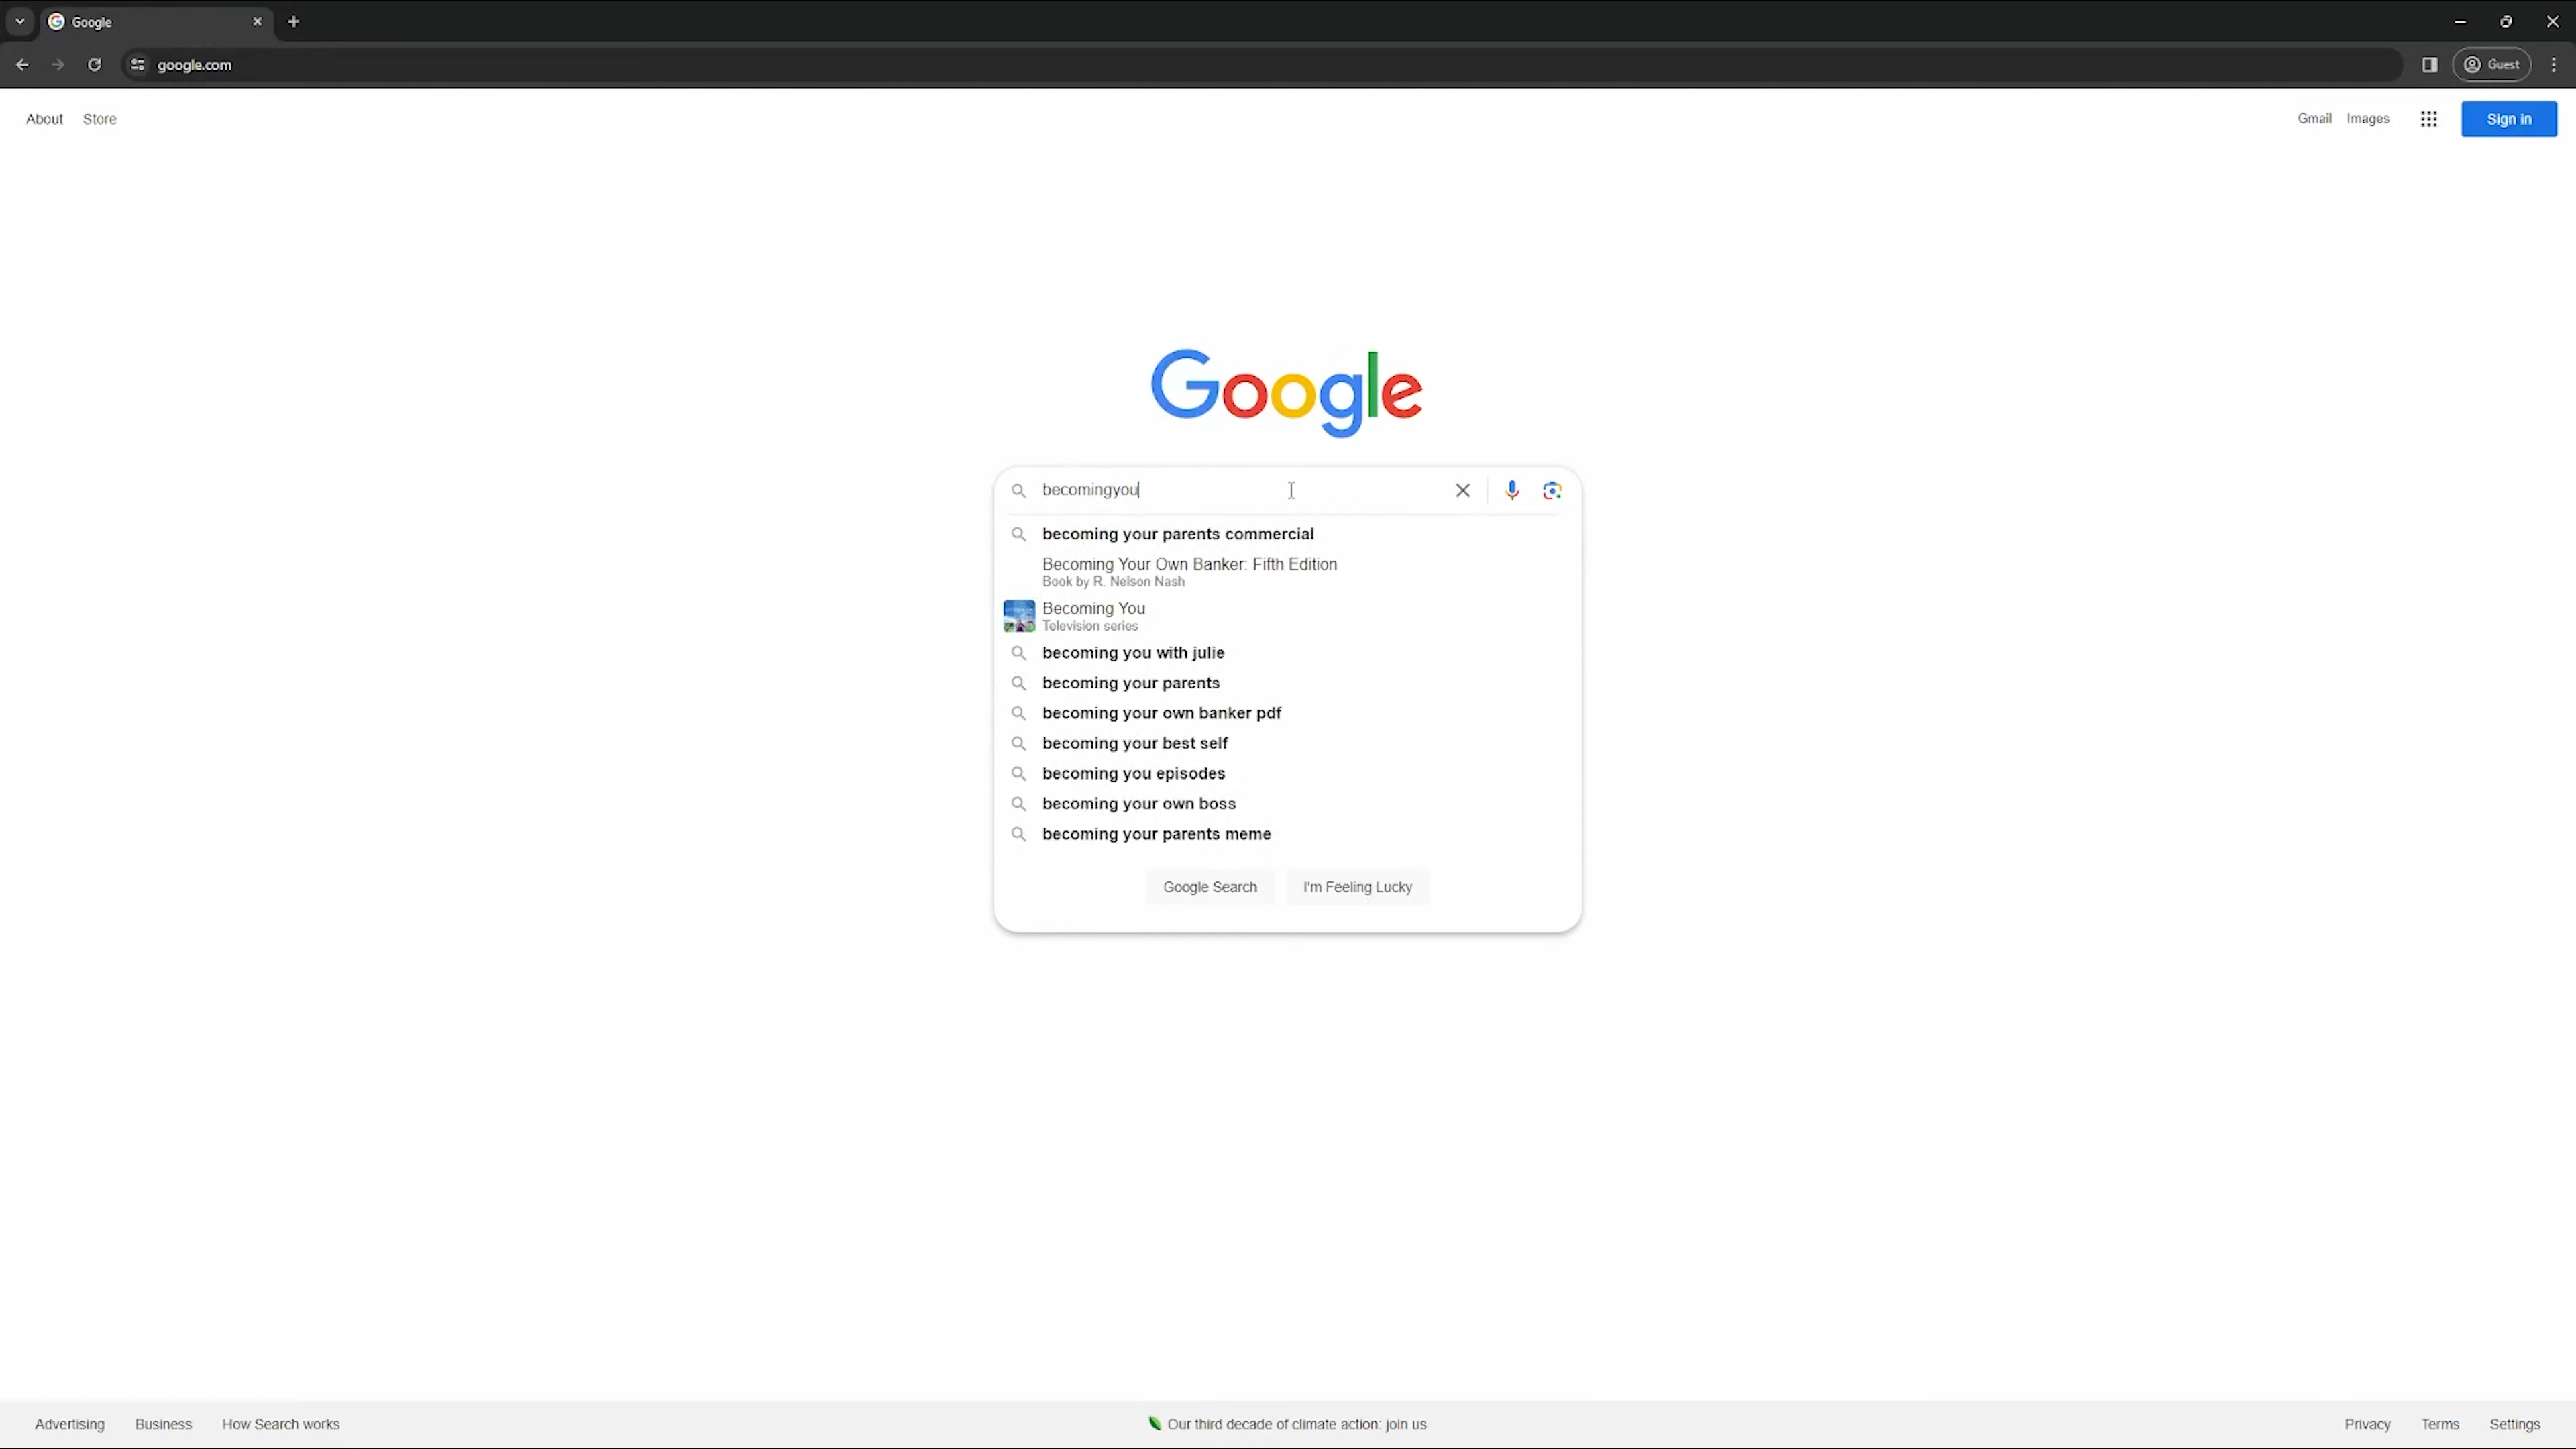 Google
google.com
Guest
About Store
Gmail Images
Sign in
Google
becomingyou
becoming your parents commercial
Becoming Your Own Banker: Fifth Edition
Book by R. Nelson Nash
Becoming You
Television series
becoming you with julie
becoming your parents
becoming your own banker pdf
becoming your best self
becoming you episodes
becoming your own boss
becoming your parents meme
Google Search I'm Feeling Lucky
Advertising Business How Search works
Our third decade of climate action: join us
Privacy Terms Settings